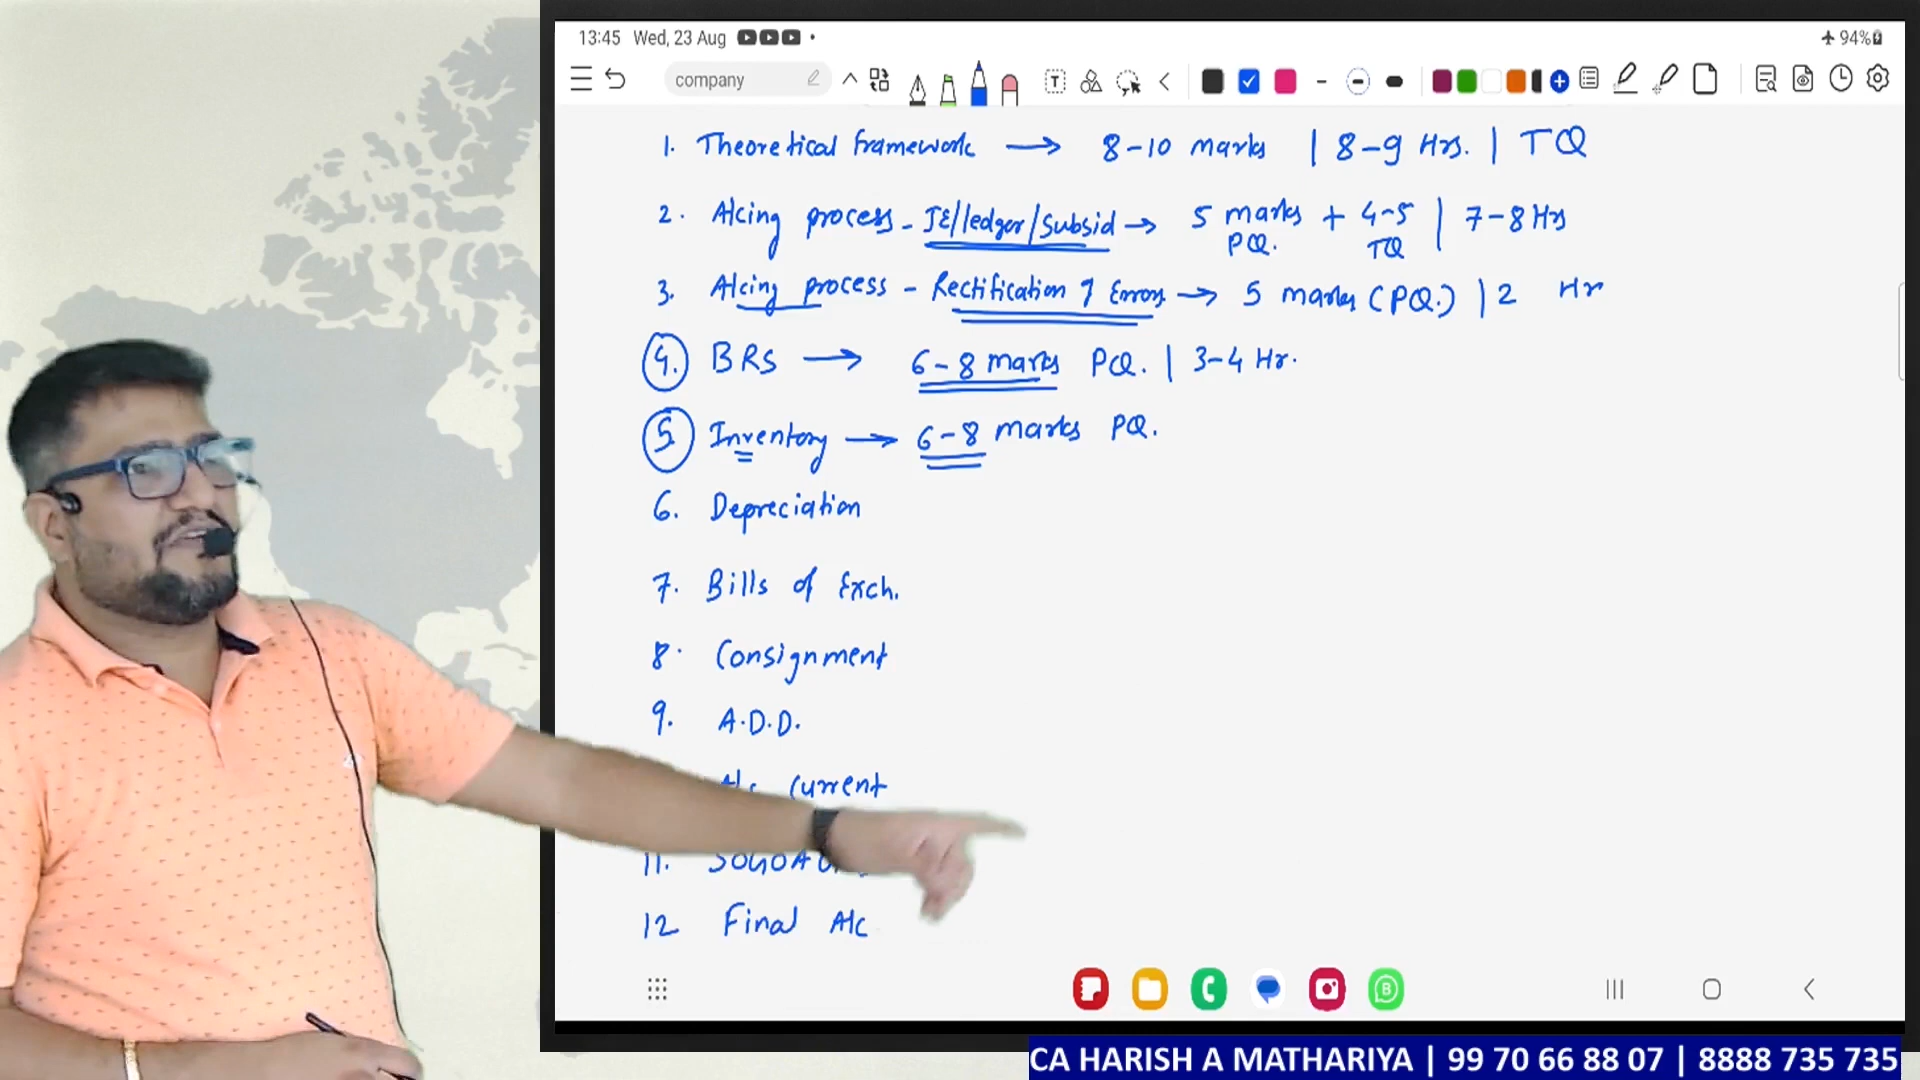 13:45 Wed, 23 Aug
94%
company
1. Theoretical framework → 8-10 marks | 8-9 Hrs. | TQ
2. A/cing process - JE/ledger/Subsid → 5 marks + 4-5 | 7-8 Hrs
PQ. TQ
3. A/cing process - Rectification of Errors → 5 marks (PQ.) | 2 Hr
4. BRS → 6-8 marks PQ. | 3-4 Hr.
5 Inventory → 6-8 marks PQ.
6. Depreciation
7. Bills of Exch.
8. Consignment
9. A.D.D.
A/c Current
11.
12 Final A/c
CA HARISH A MATHARIYA | 99 70 66 88 07 | 8888 735 735